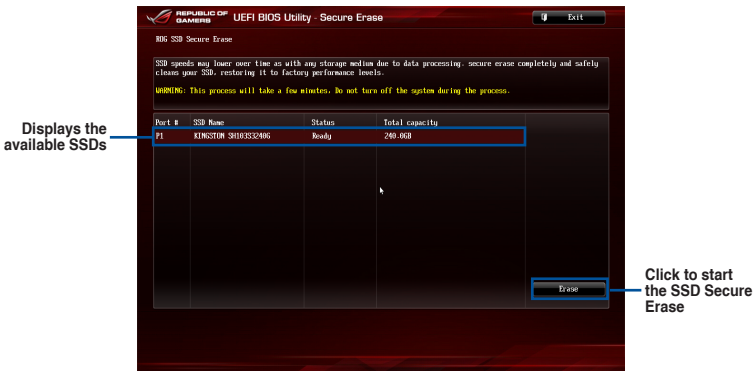 REPUBLIC OF
GAMERS
UEFI BIOS Utility - Secure Erase
Exit
ROG SSD Secure Erase
SSD speeds may lower over time as with any storage medium due to data processing. secure erase completely and safely
cleans your SSD, restoring it to factory performance levels.
WARNING: This process will take a few minutes, Do not turn off the system during the process.
Port # SSD Name Status Total capacity
P1 KINGSTON SH103S3240G Ready 240.0GB
Displays the
available SSDs
Erase
Click to start
the SSD Secure
Erase